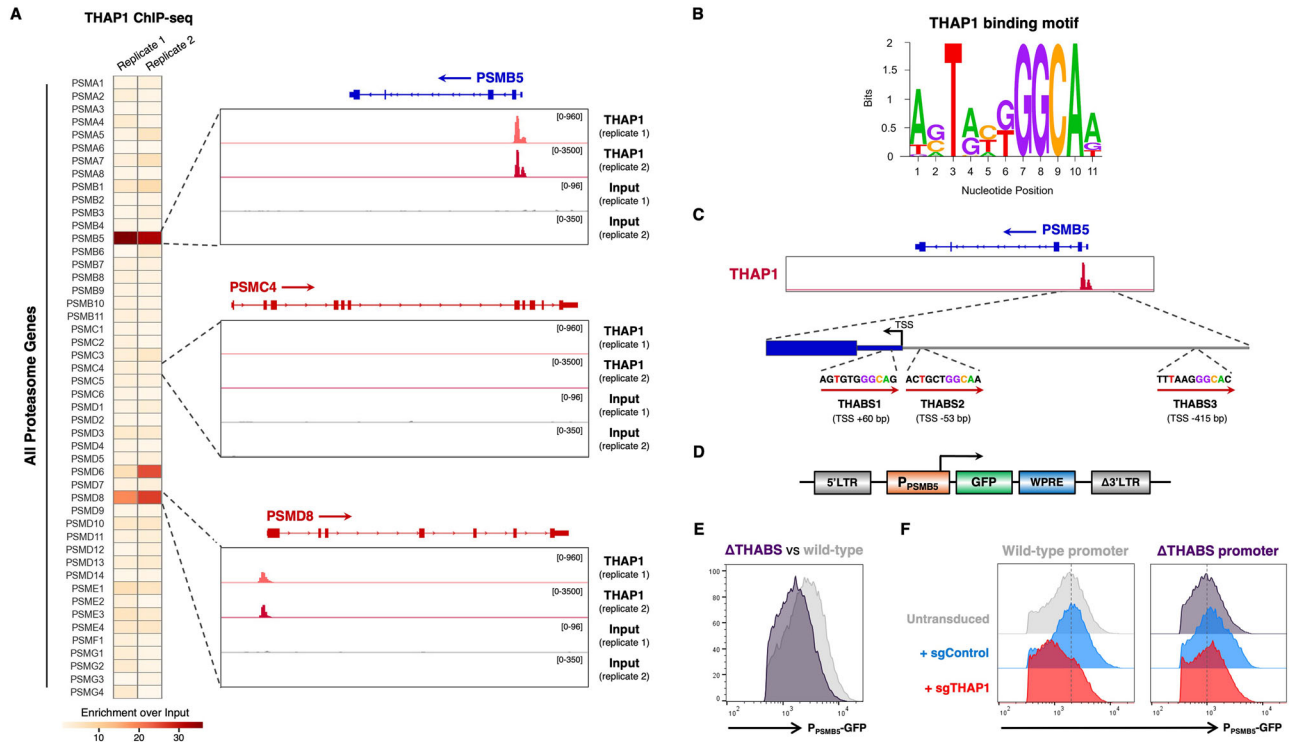 A
THAP1 ChIP-seq
Replicate 1
Replicate 2
All Proteasome Genes
PSMA1
PSMA2
PSMA3
PSMA4
PSMA5
PSMA6
PSMA7
PSMA8
PSMB1
PSMB2
PSMB3
PSMB4
PSMB5
PSMB6
PSMB7
PSMB8
PSMB9
PSMB10
PSMB11
PSMC1
PSMC2
PSMC3
PSMC4
PSMC5
PSMC6
PSMD1
PSMD2
PSMD3
PSMD4
PSMD5
PSMD6
PSMD7
PSMD8
PSMD9
PSMD10
PSMD11
PSMD12
PSMD13
PSMD14
PSME1
PSME2
PSME3
PSME4
PSMF1
PSMG1
PSMG2
PSMG3
PSMG4
Enrichment over Input
10 20 30
PSMB5
[0-960]
THAP1
(replicate 1)
[0-3500]
THAP1
(replicate 2)
[0-96]
Input
(replicate 1)
[0-350]
Input
(replicate 2)
PSMC4
[0-960]
THAP1
(replicate 1)
[0-3500]
THAP1
(replicate 2)
[0-96]
Input
(replicate 1)
[0-350]
Input
(replicate 2)
PSMD8
[0-960]
THAP1
(replicate 1)
[0-3500]
THAP1
(replicate 2)
[0-96]
Input
(replicate 1)
[0-350]
Input
(replicate 2)
B
THAP1 binding motif
Bits
2
1.5
1
0.5
0
1 2 3 4 5 6 7 8 9 10 11
Nucleotide Position
C
PSMB5
THAP1
TSS
AGTGTGGGCAG ACTGCTGGCAA TTTAAGGGCAC
THABS1 THABS2 THABS3
(TSS +60 bp) (TSS -53 bp) (TSS -415 bp)
D
5'LTR PPSMB5 GFP WPRE Δ3'LTR
E
ΔTHABS vs wild-type
100
80
60
40
20
0
10² 10³ 10⁴
PPSMB5-GFP
F
Wild-type promoter ΔTHABS promoter
Untransduced
+ sgControl
+ sgTHAP1
10² 10³ 10⁴ 10² 10³ 10⁴
PPSMB5-GFP